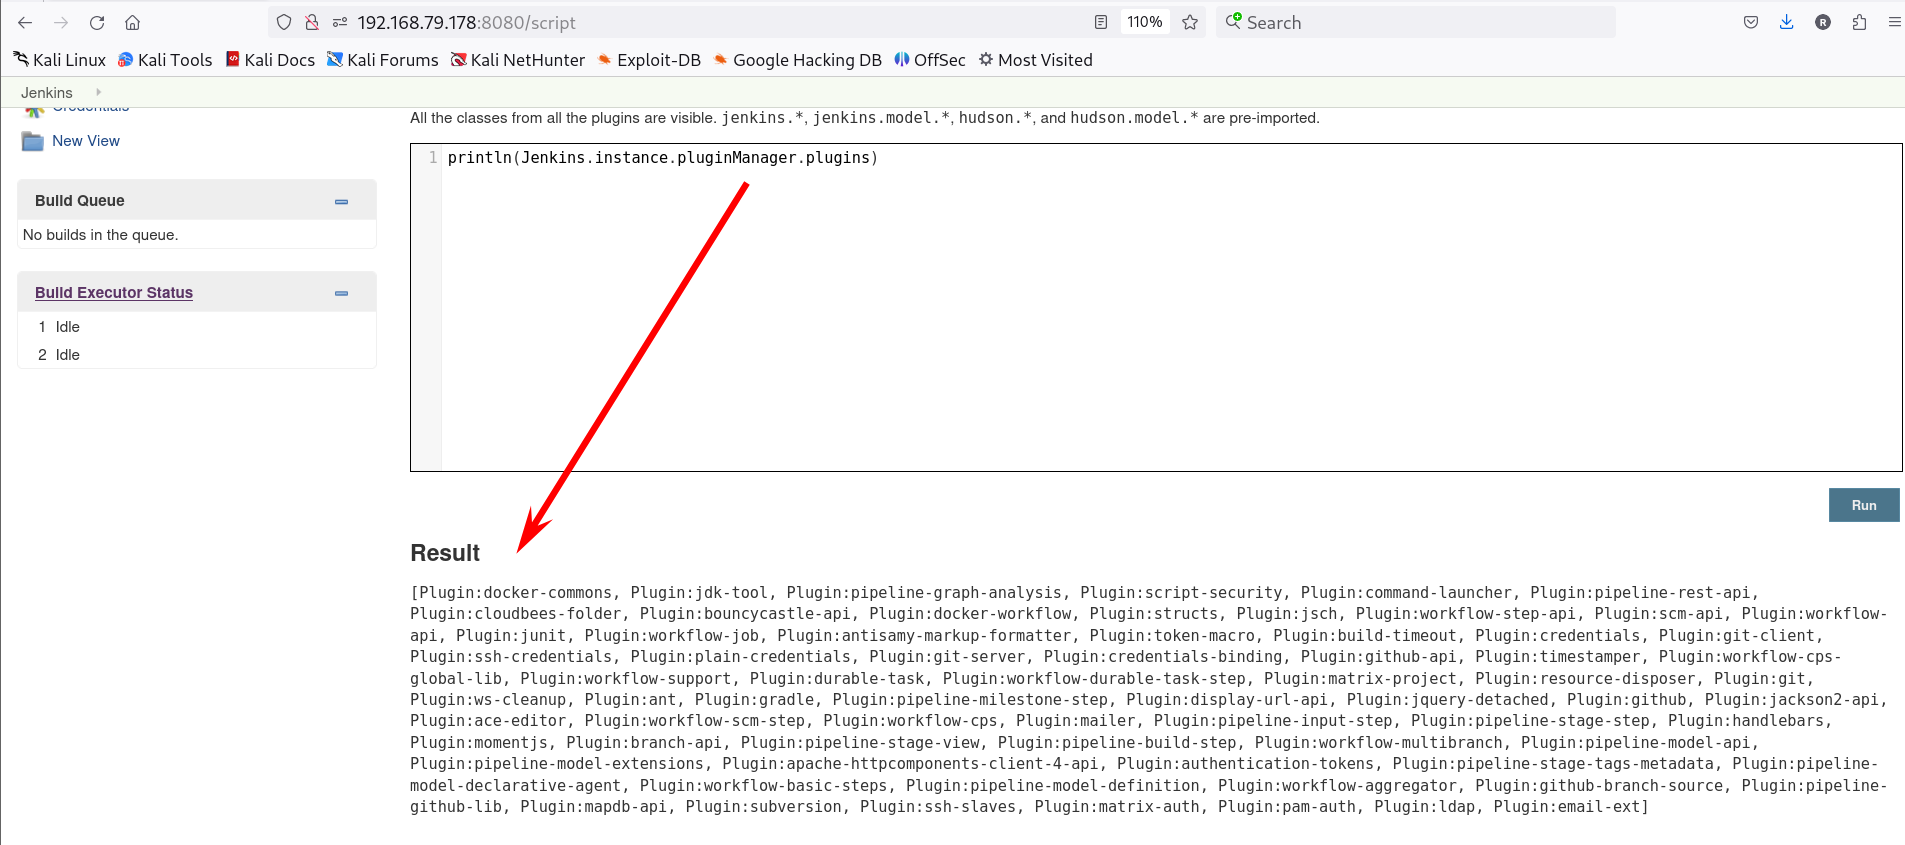 192.168.79.178:8080/script
110%
Search
Kali Linux Kali Tools Kali Docs Kali Forums Kali NetHunter Exploit-DB Google Hacking DB OffSec Most Visited
Jenkins
Credentials
New View
Build Queue
No builds in the queue.
Build Executor Status
1 Idle
2 Idle
All the classes from all the plugins are visible. jenkins.*, jenkins.model.*, hudson.*, and hudson.model.* are pre-imported.
1 println(Jenkins.instance.pluginManager.plugins)
Run
Result
[Plugin:docker-commons, Plugin:jdk-tool, Plugin:pipeline-graph-analysis, Plugin:script-security, Plugin:command-launcher, Plugin:pipeline-rest-api,
Plugin:cloudbees-folder, Plugin:bouncycastle-api, Plugin:docker-workflow, Plugin:structs, Plugin:jsch, Plugin:workflow-step-api, Plugin:scm-api, Plugin:workflow-
api, Plugin:junit, Plugin:workflow-job, Plugin:antisamy-markup-formatter, Plugin:token-macro, Plugin:build-timeout, Plugin:credentials, Plugin:git-client,
Plugin:ssh-credentials, Plugin:plain-credentials, Plugin:git-server, Plugin:credentials-binding, Plugin:github-api, Plugin:timestamper, Plugin:workflow-cps-
global-lib, Plugin:workflow-support, Plugin:durable-task, Plugin:workflow-durable-task-step, Plugin:matrix-project, Plugin:resource-disposer, Plugin:git,
Plugin:ws-cleanup, Plugin:ant, Plugin:gradle, Plugin:pipeline-milestone-step, Plugin:display-url-api, Plugin:jquery-detached, Plugin:github, Plugin:jackson2-api,
Plugin:ace-editor, Plugin:workflow-scm-step, Plugin:workflow-cps, Plugin:mailer, Plugin:pipeline-input-step, Plugin:pipeline-stage-step, Plugin:handlebars,
Plugin:momentjs, Plugin:branch-api, Plugin:pipeline-stage-view, Plugin:pipeline-build-step, Plugin:workflow-multibranch, Plugin:pipeline-model-api,
Plugin:pipeline-model-extensions, Plugin:apache-httpcomponents-client-4-api, Plugin:authentication-tokens, Plugin:pipeline-stage-tags-metadata, Plugin:pipeline-
model-declarative-agent, Plugin:workflow-basic-steps, Plugin:pipeline-model-definition, Plugin:workflow-aggregator, Plugin:github-branch-source, Plugin:pipeline-
github-lib, Plugin:mapdb-api, Plugin:subversion, Plugin:ssh-slaves, Plugin:matrix-auth, Plugin:pam-auth, Plugin:ldap, Plugin:email-ext]